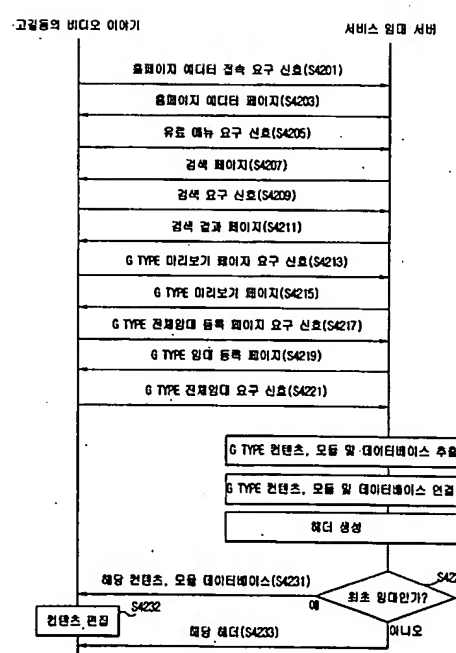 고길동의 비디오 이야기
서비스 임대 서버
홈페이지 에디터 접속 요구 신호(S4201)
홈페이지 에디터 페이지(S4203)
유료 메뉴 요구 신호(S4205)
검색 페이지(S4207)
검색 요구 신호(S4209)
검색 결과 페이지(S4211)
G TYPE 미리보기 페이지 요구 신호(S4213)
G TYPE 미리보기 페이지(S4215)
G TYPE 전체임대 등록 페이지 요구 신호(S4217)
G TYPE 임대 등록 페이지(S4219)
G TYPE 전체임대 요구 신호(S4221)
G TYPE 컨텐츠, 모듈 및 데이터베이스 추출
G TYPE 컨텐츠, 모듈 및 데이터베이스 연결
헤더 생성
해당 컨텐츠, 모듈 데이터베이스(S4231)
최초 임대인가?
예
S4232
컨텐츠 편집
아니오
해당 헤더(S4233)